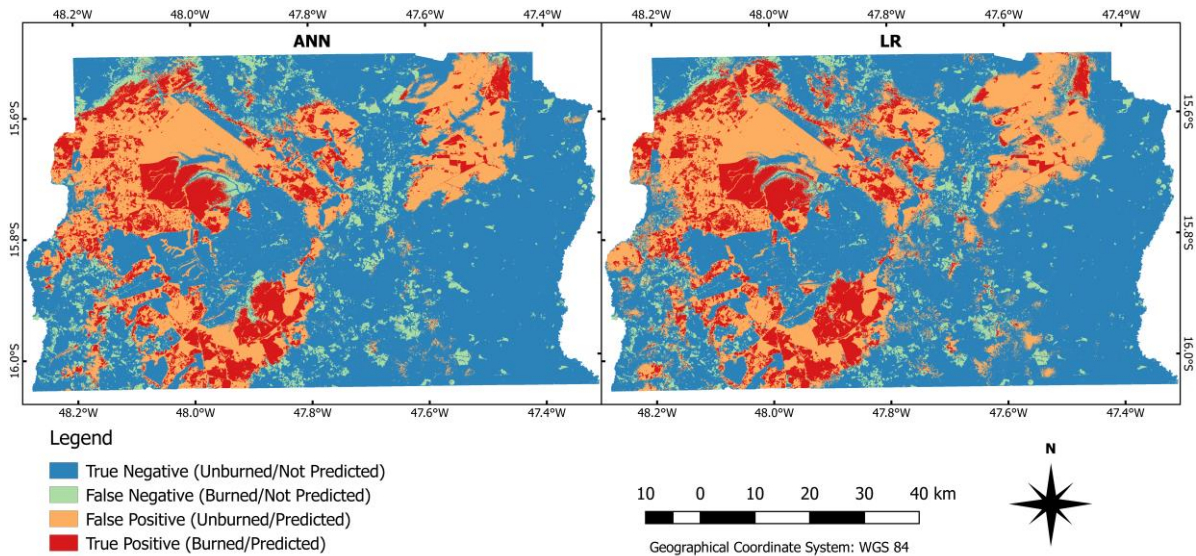 48.2°W 48.0°W 47.8°W 47.6°W 47.4°W 48.2°W 48.0°W 47.8°W 47.6°W 47.4°W
ANN LR
15.6°S 15.6°S
15.8°S 15.8°S
16.0°S 16.0°S
48.2°W 48.0°W 47.8°W 47.6°W 47.4°W 48.2°W 48.0°W 47.8°W 47.6°W 47.4°W
Legend
True Negative (Unburned/Not Predicted)
False Negative (Burned/Not Predicted)
False Positive (Unburned/Predicted)
True Positive (Burned/Predicted)
10 0 10 20 30 40 km
Geographical Coordinate System: WGS 84
N